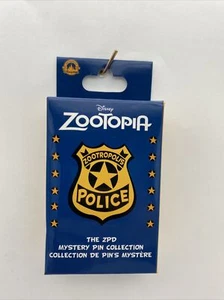 Disney
ZOOTOPIA
ZOOTROPOLIS
POLICE
THE ZPD
MYSTERY PIN COLLECTION
COLLECTION DE PIN'S MYSTÈRE